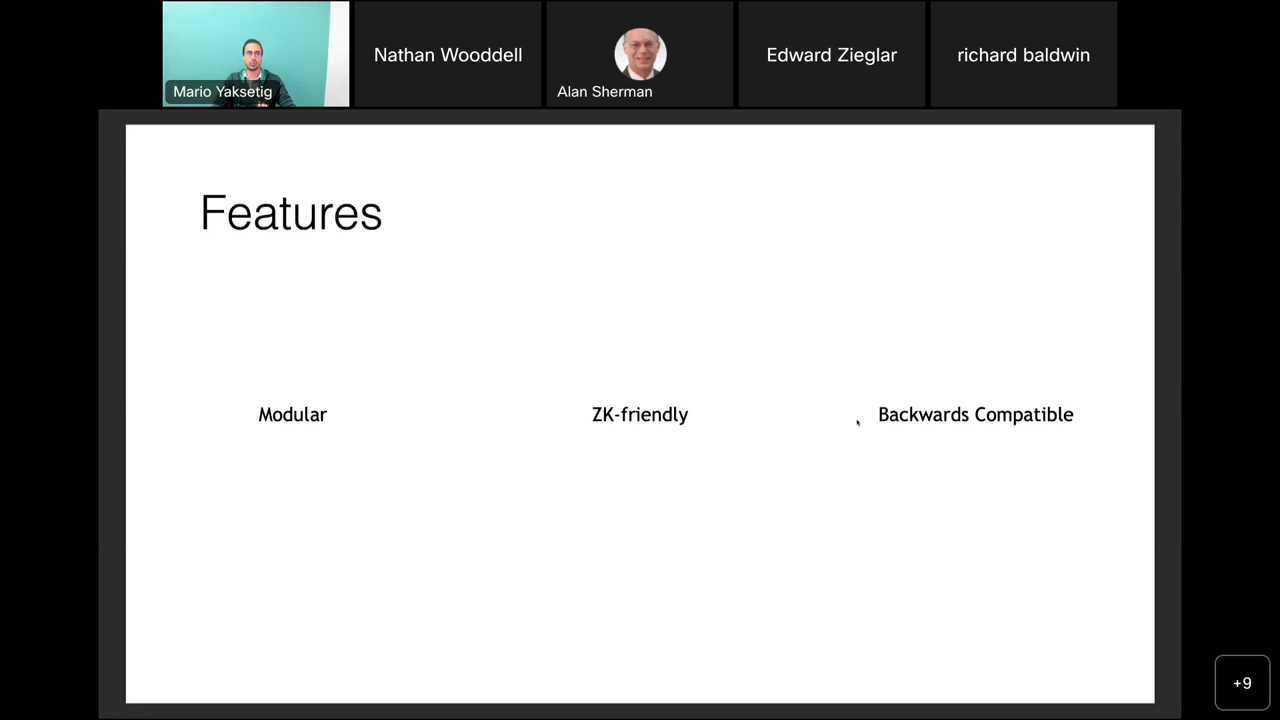 Mario Yaksetig
Nathan Wooddell
Alan Sherman
Edward Zieglar
richard baldwin
Features
Modular
ZK-friendly
Backwards Compatible
+9